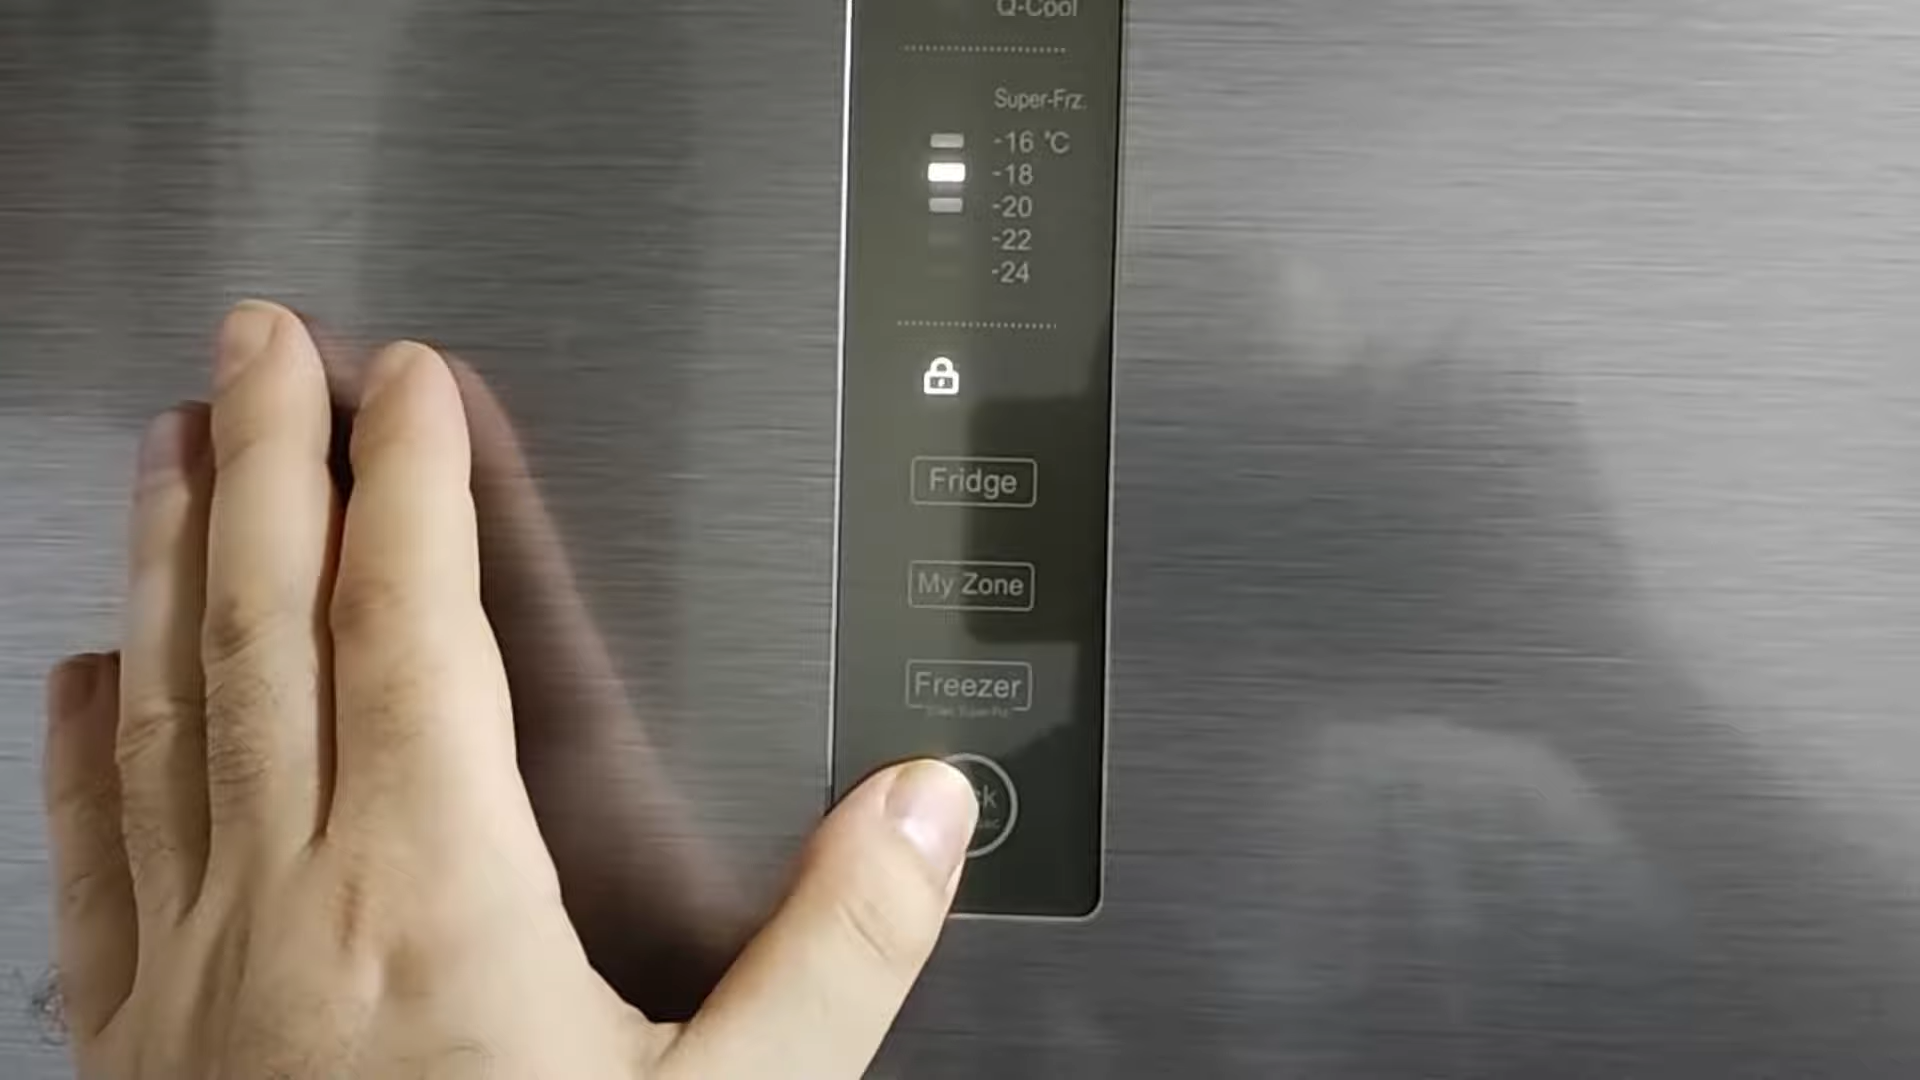 Q-Cool
Super-Frz.
-16 °C
-18
-20
-22
-24
Fridge
My Zone
Freezer